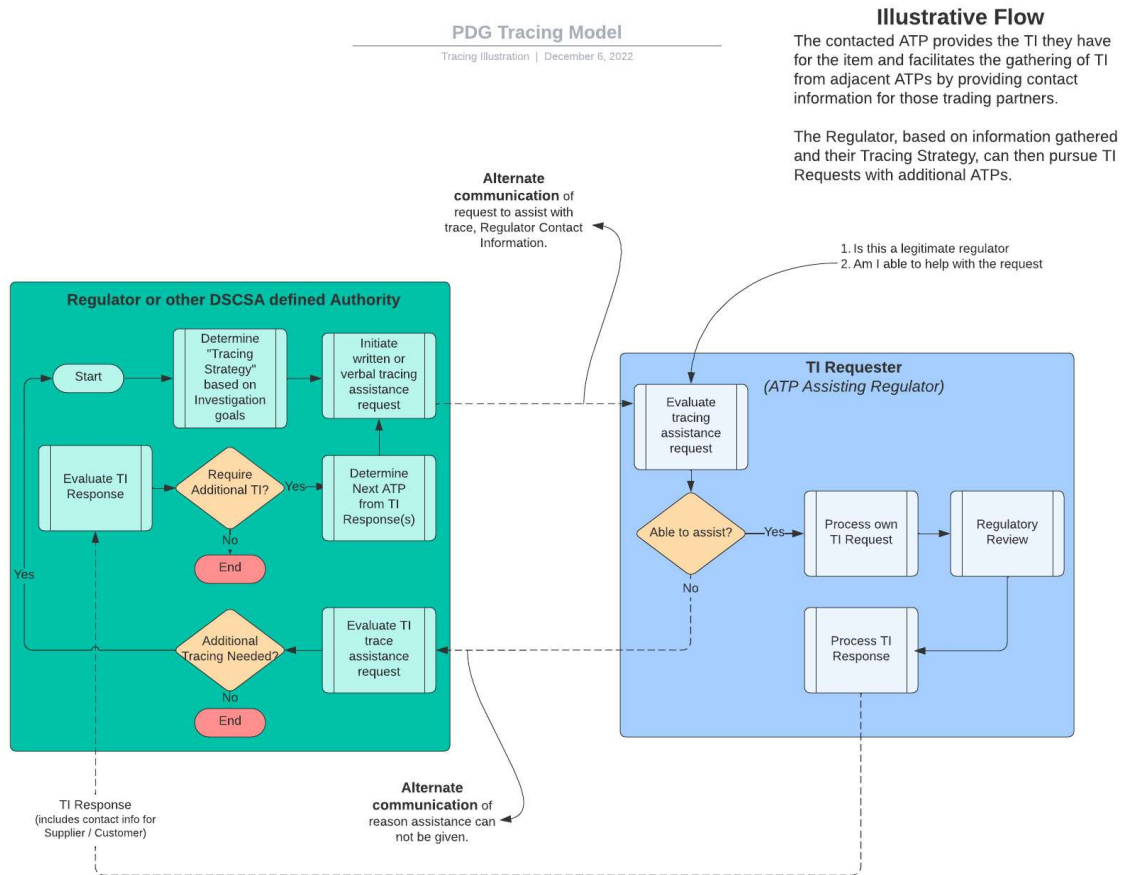 PDG Tracing Model
Tracing Illustration | December 6, 2022
Illustrative Flow
The contacted ATP provides the TI they have
for the item and facilitates the gathering of TI
from adjacent ATPs by providing contact
information for those trading partners.
The Regulator, based on information gathered
and their Tracing Strategy, can then pursue TI
Requests with additional ATPs.
Alternate
communication of
request to assist with
trace, Regulator Contact
Information.
1. Is this a legitimate regulator
2. Am I able to help with the request
Regulator or other DSCSA defined Authority
Start
Determine
"Tracing
Strategy"
based on
Investigation
goals
Initiate
written or
verbal tracing
assistance
request
Evaluate TI
Response
Require
Additional TI?
Yes
Determine
Next ATP
from TI
Response(s)
No
End
Yes
Additional
Tracing Needed?
Evaluate TI
trace
assistance
request
No
End
TI Requester
(ATP Assisting Regulator)
Evaluate
tracing
assistance
request
Able to assist?
Yes
Process own
TI Request
Regulatory
Review
No
Process TI
Response
TI Response
(includes contact info for
Supplier / Customer)
Alternate
communication of
reason assistance can
not be given.